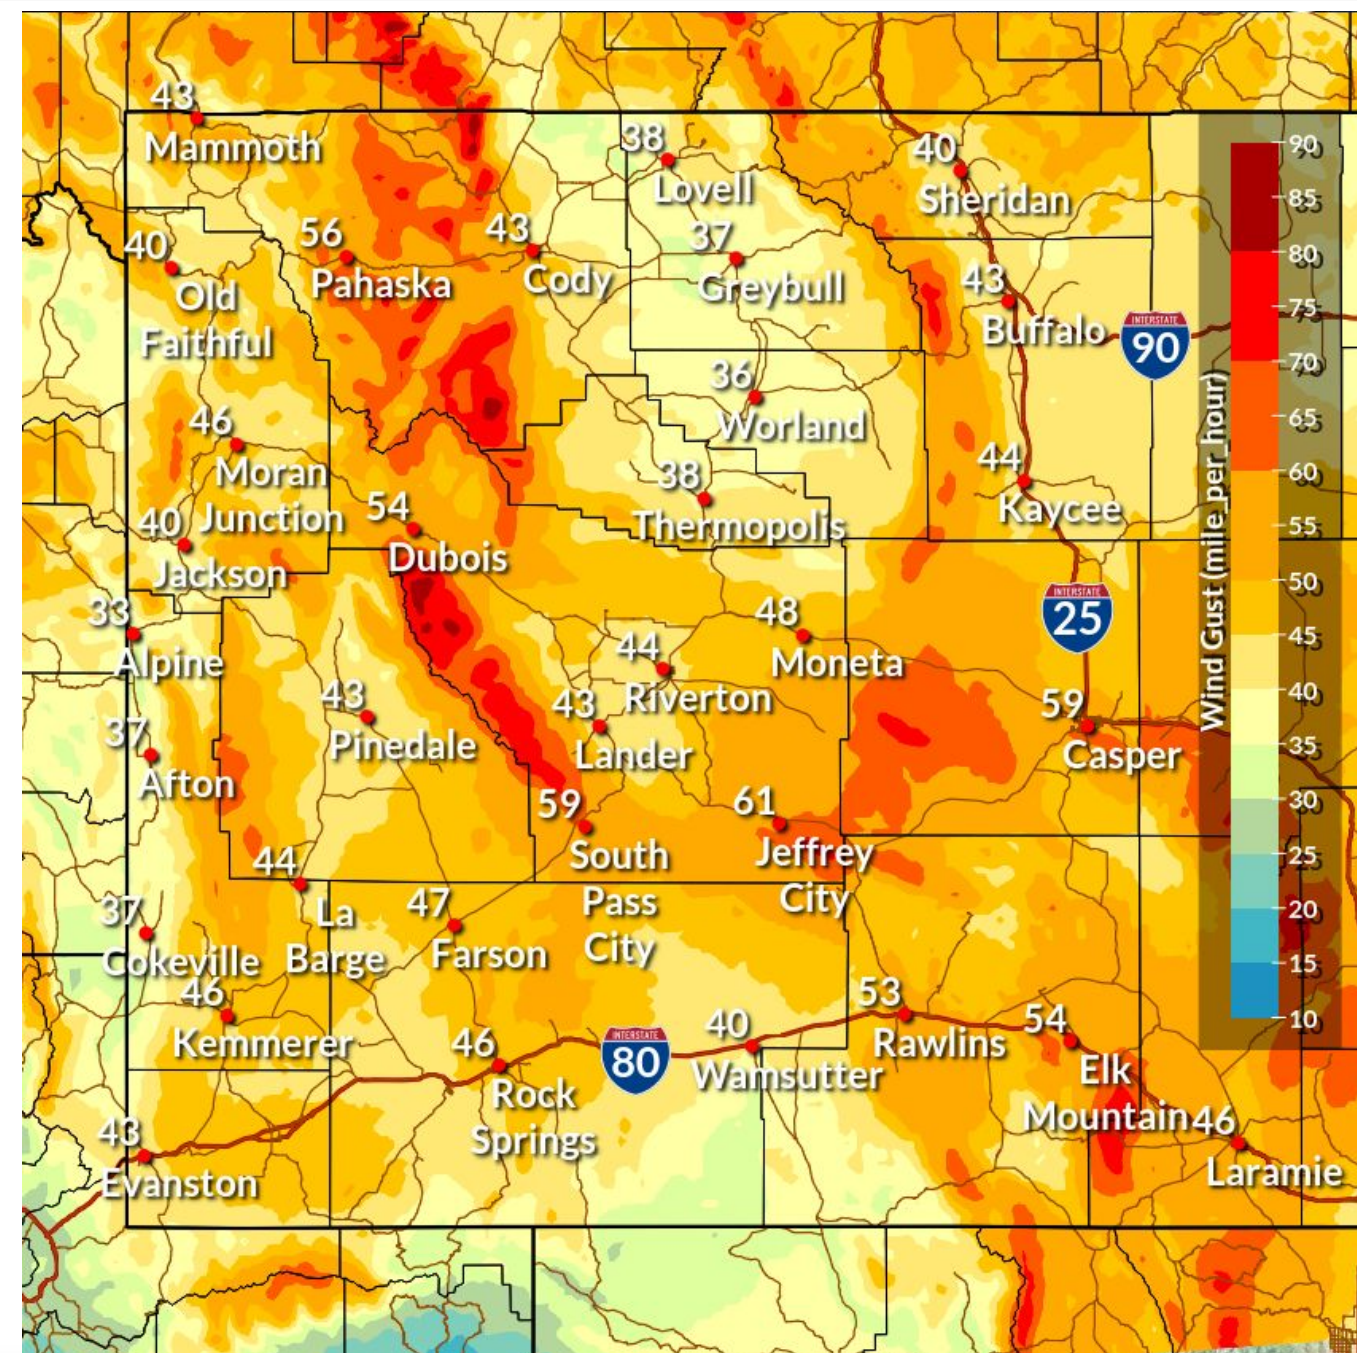 43
Mammoth
38
Lovell
40
Sheridan
40
Old
Faithful
56
Pahaska
43
Cody
37
Greybull
43
Buffalo
INTERSTATE
90
46
Moran
Junction
36
Worland
44
Kaycee
40
Jackson
54
Dubois
38
Thermopolis
33
Alpine
48
Moneta
INTERSTATE
25
44
Riverton
43
Pinedale
43
Lander
59
Casper
37
Afton
59
South
Pass
City
61
Jeffrey
City
44
La
Barge
47
Farson
37
Cokeville
46
Kemmerer
46
Rock
Springs
INTERSTATE
80
40
Wamsutter
53
Rawlins
54
Elk
Mountain
46
Laramie
43
Evanston
Wind Gust (mile_per_hour)
90
85
80
75
70
65
60
55
50
45
40
35
30
25
20
15
10